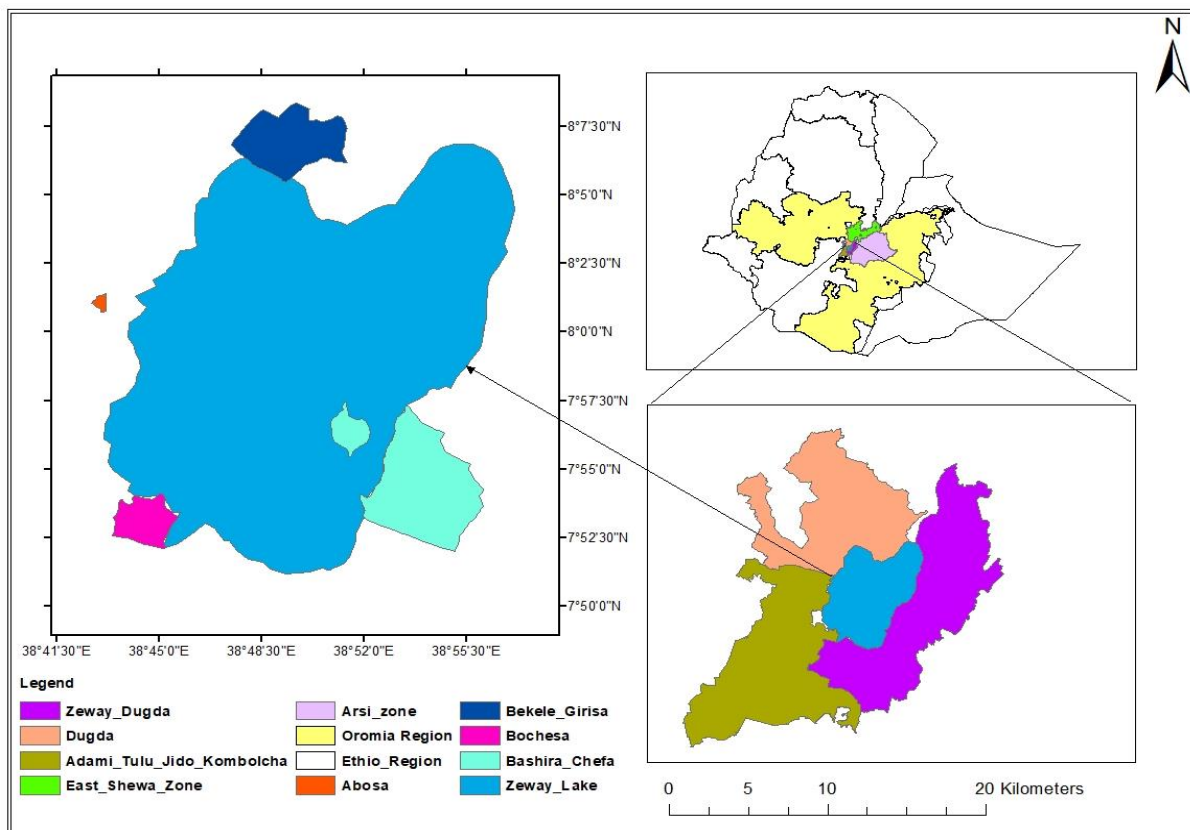 N
8°7'30"N
8°5'0"N
8°2'30"N
8°0'0"N
7°57'30"N
7°55'0"N
7°52'30"N
7°50'0"N
38°41'30"E 38°45'0"E 38°48'30"E 38°52'0"E 38°55'30"E
Legend
Zeway_Dugda Arsi_zone Bekele_Girisa
Dugda Oromia Region Bochesa
Adami_Tulu_Jido_Kombolcha Ethio_Region Bashira_Chefa
East_Shewa_Zone Abosa Zeway_Lake
0 5 10 20 Kilometers